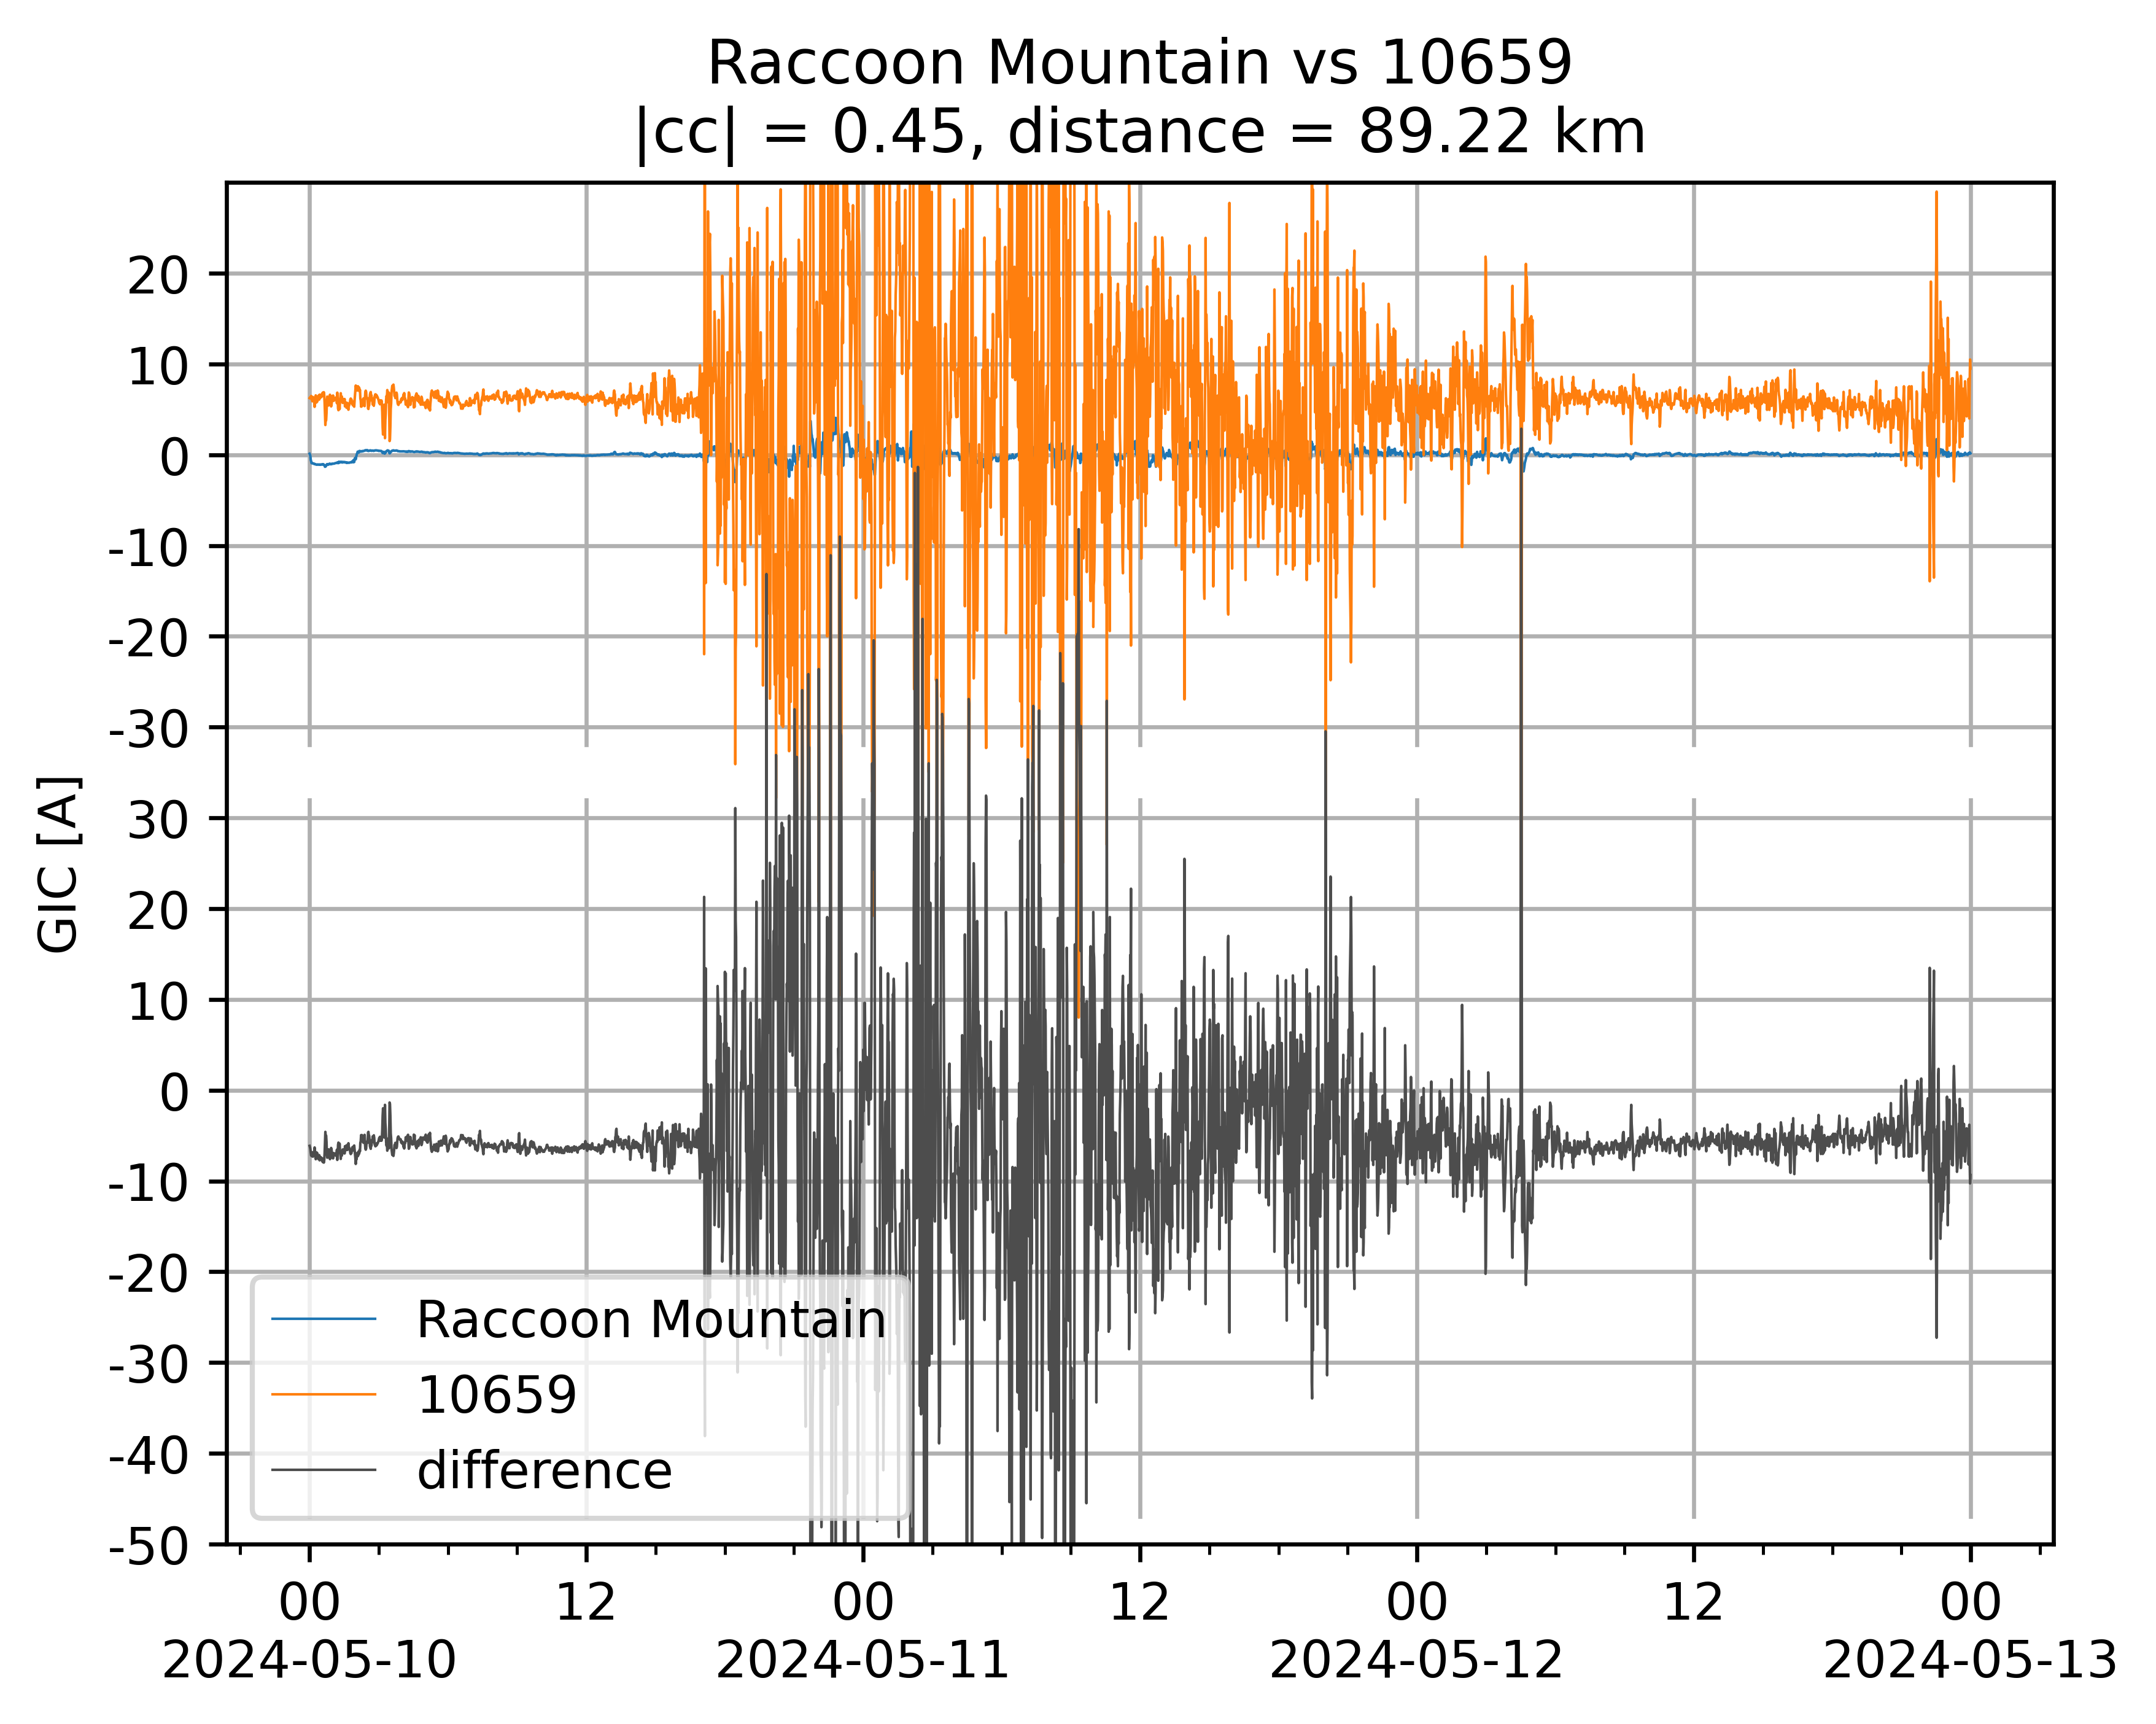 Raccoon Mountain vs 10659
|cc| = 0.45, distance = 89.22 km
GIC [A]
20
10
0
-10
-20
-30
30
20
10
0
-10
-20
-30
-40
-50
Raccoon Mountain
10659
difference
00 12 00 12 00 12 00
2024-05-10 2024-05-11 2024-05-12 2024-05-13